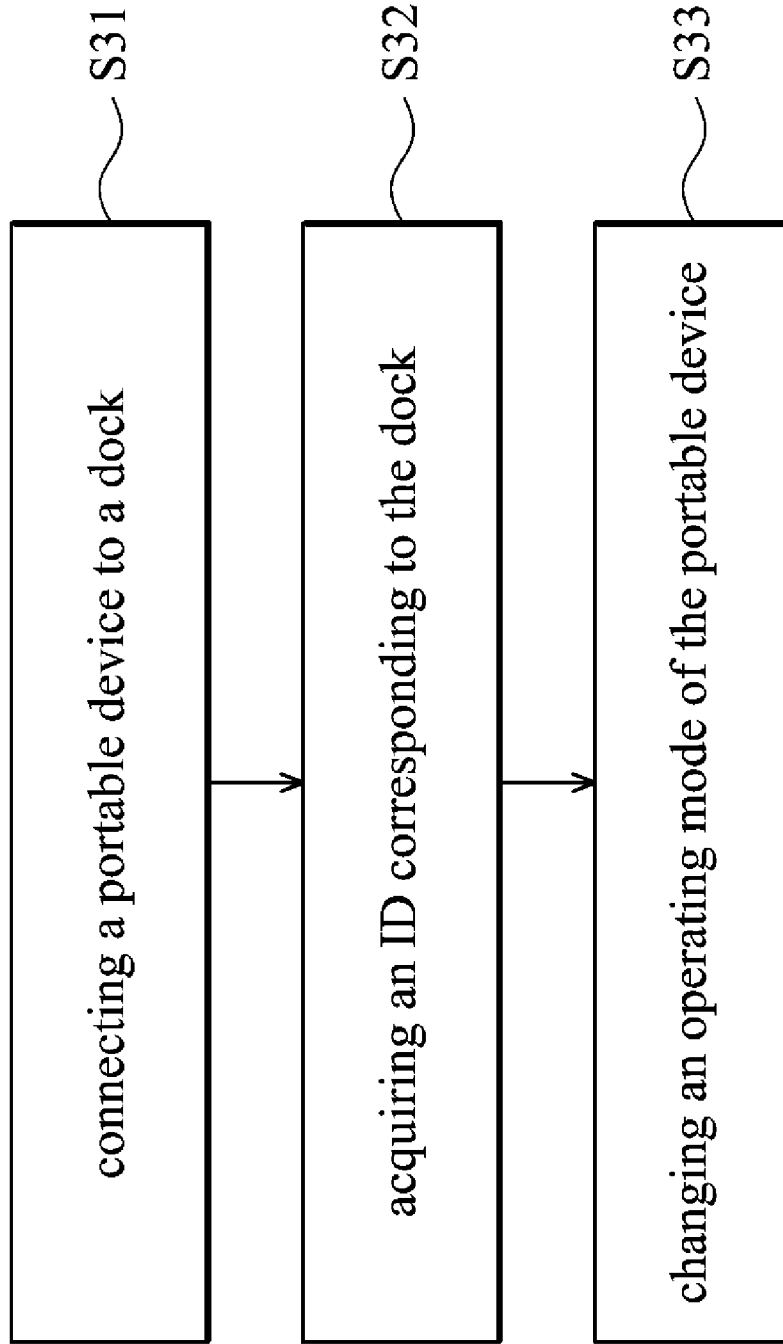 connecting a portable device to a dock
S31
acquiring an ID corresponding to the dock
S32
changing an operating mode of the portable device
S33